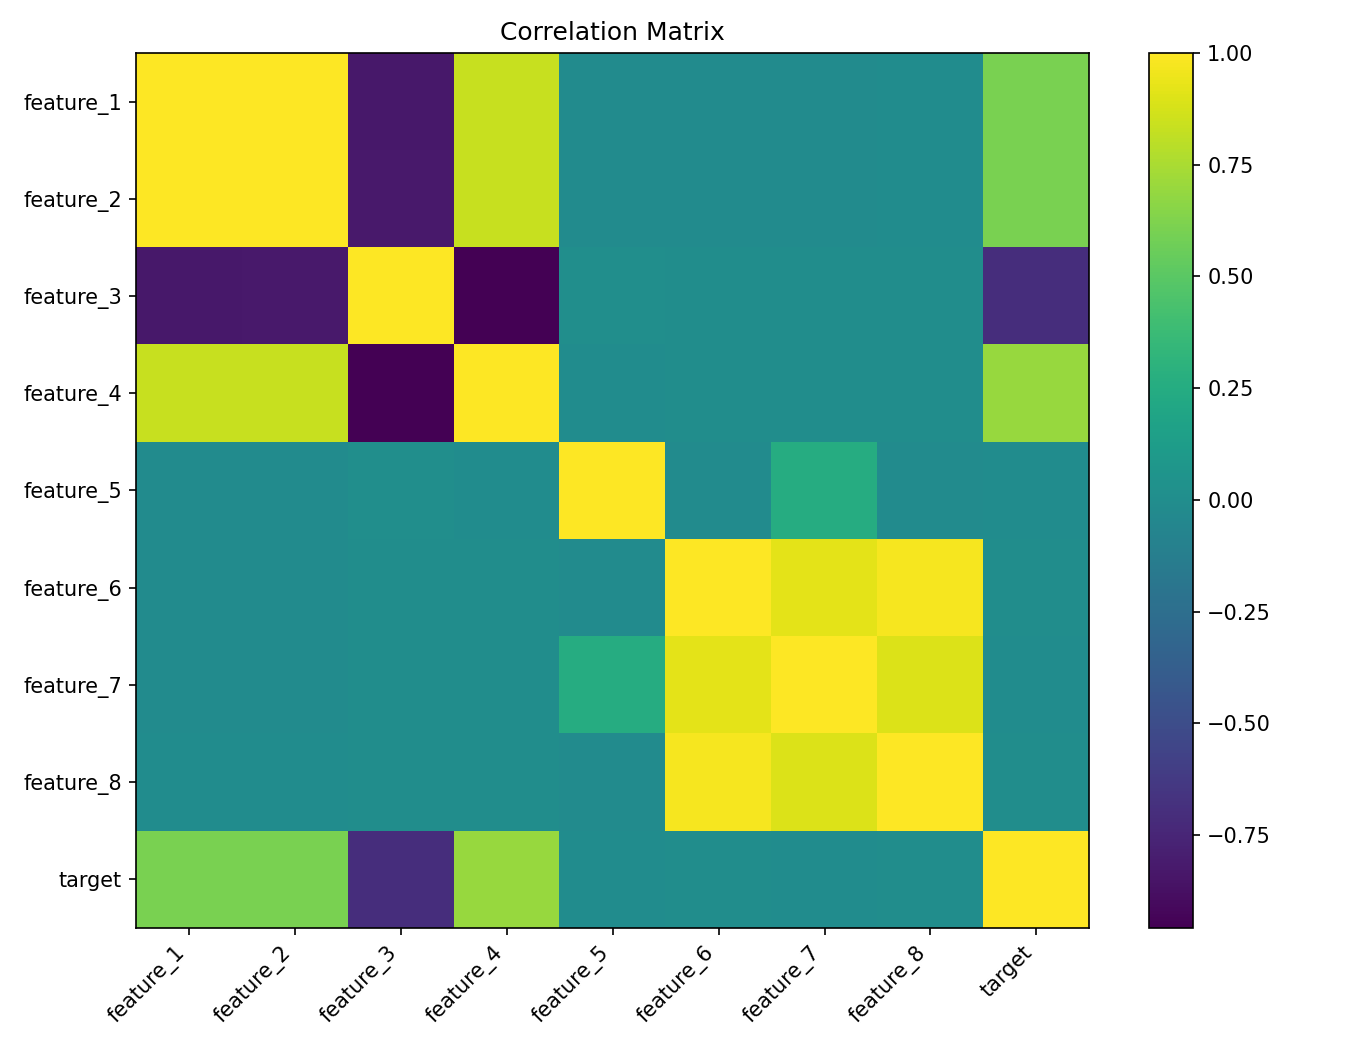 Correlation Matrix
feature_1
feature_2
feature_3
feature_4
feature_5
feature_6
feature_7
feature_8
target
feature_1
feature_2
feature_3
feature_4
feature_5
feature_6
feature_7
feature_8
target
1.00
0.75
0.50
0.25
0.00
−0.25
−0.50
−0.75